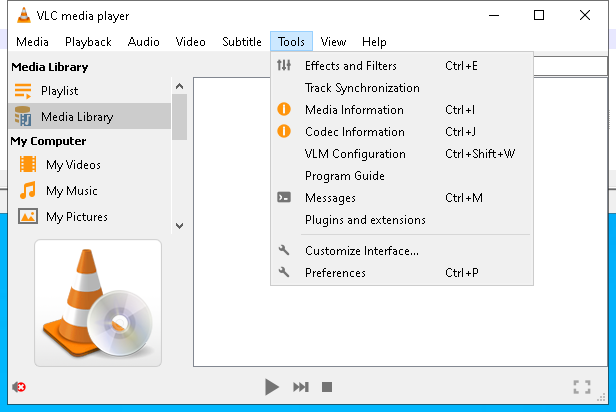 VLC media player
Media Playback Audio Video Subtitle Tools View Help
Media Library
Playlist
Media Library
My Computer
My Videos
My Music
My Pictures
Effects and Filters Ctrl+E
Track Synchronization
Media Information Ctrl+I
Codec Information Ctrl+J
VLM Configuration Ctrl+Shift+W
Program Guide
Messages Ctrl+M
Plugins and extensions
Customize Interface...
Preferences Ctrl+P